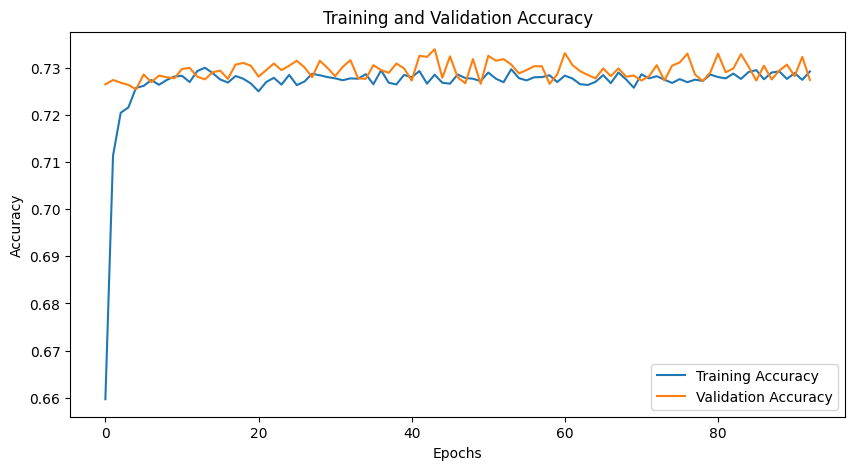 Training and Validation Accuracy
Accuracy
0.73
0.72
0.71
0.70
0.69
0.68
0.67
0.66
0
20
40
60
80
Epochs
Training Accuracy
Validation Accuracy